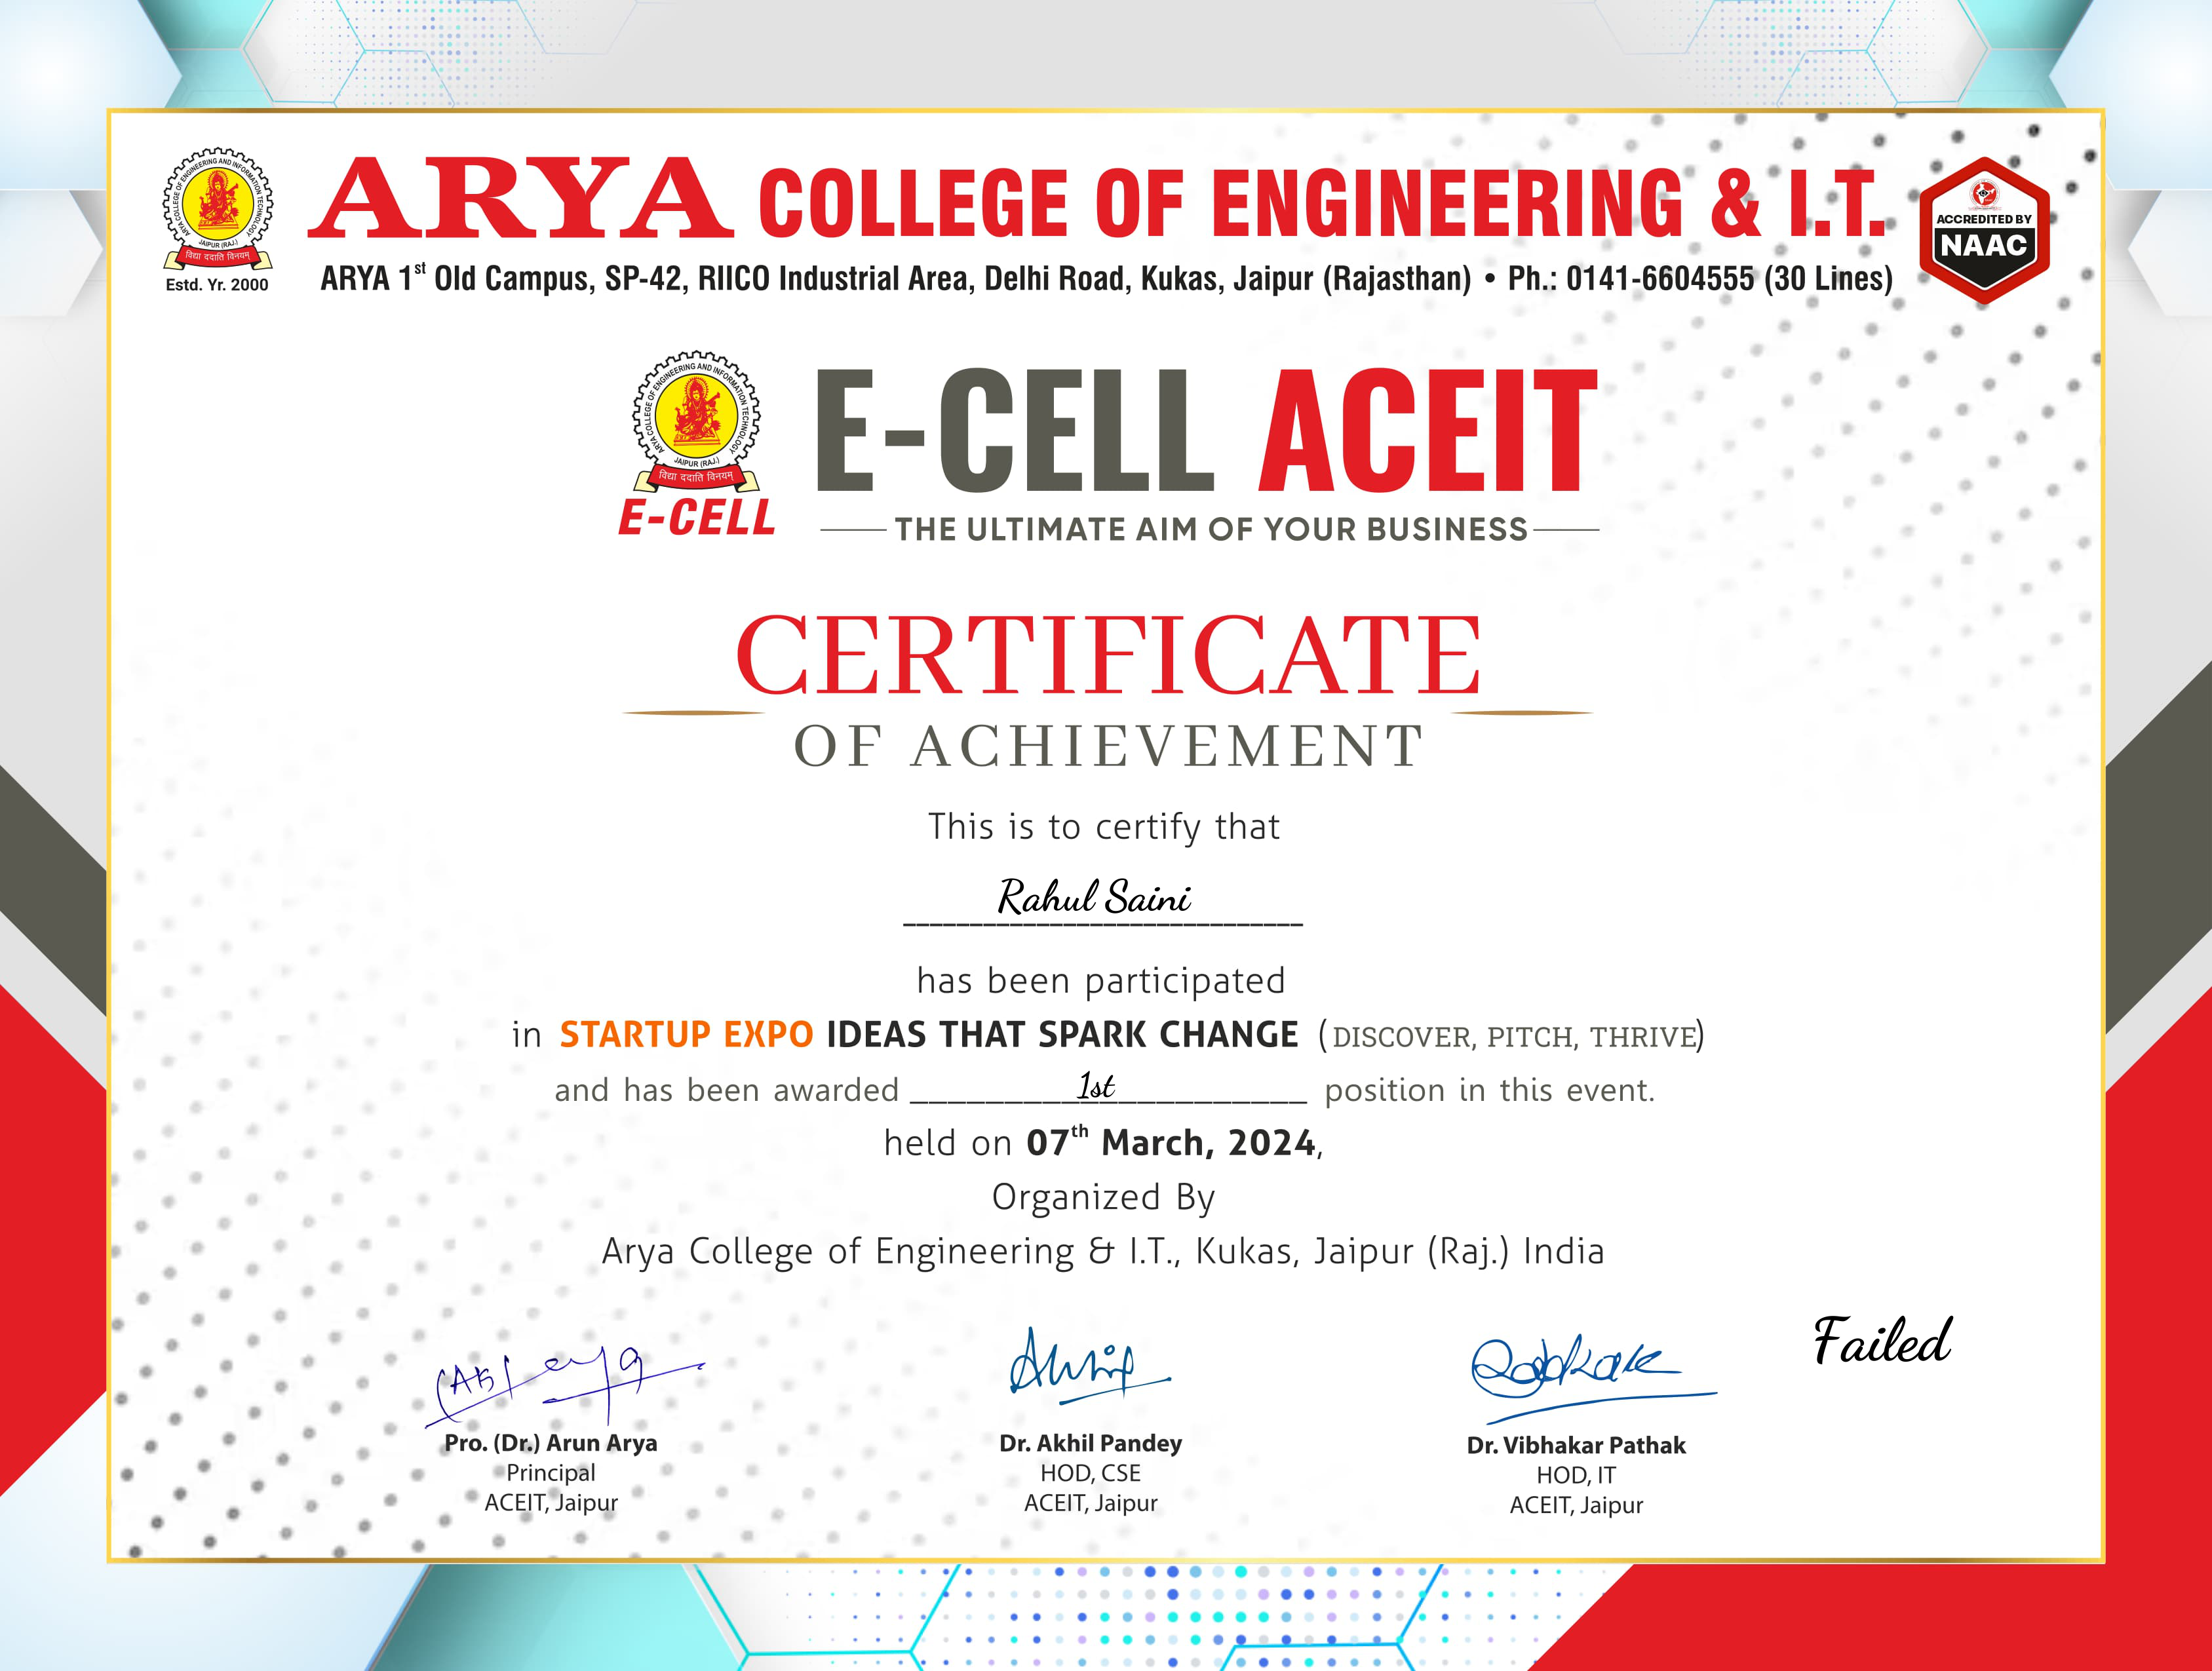 ARYA COLLEGE OF ENGINEERING & I.T.
ARYA 1st Old Campus, SP-42, RIICO Industrial Area, Delhi Road, Kukas, Jaipur (Rajasthan) • Ph.: 0141-6604555 (30 Lines)
ARYA COLLEGE OF ENGINEERING AND INFORMATION TECHNOLOGY
JAIPUR (RAJ.)
विद्या ददाति विनयम्
Estd. Yr. 2000
ACCREDITED BY
NAAC
ARYA COLLEGE OF ENGINEERING AND INFORMATION TECHNOLOGY
JAIPUR (RAJ.)
विद्या ददाति विनयम्
E-CELL
E-CELL ACEIT
THE ULTIMATE AIM OF YOUR BUSINESS
CERTIFICATE
OF ACHIEVEMENT
This is to certify that
Rahul Saini
has been participated
in STARTUP EXPO IDEAS THAT SPARK CHANGE (DISCOVER, PITCH, THRIVE)
and has been awarded 1st position in this event.
held on 07th March, 2024,
Organized By
Arya College of Engineering & I.T., Kukas, Jaipur (Raj.) India
Failed
Pro. (Dr.) Arun Arya
Principal
ACEIT, Jaipur
Dr. Akhil Pandey
HOD, CSE
ACEIT, Jaipur
Dr. Vibhakar Pathak
HOD, IT
ACEIT, Jaipur